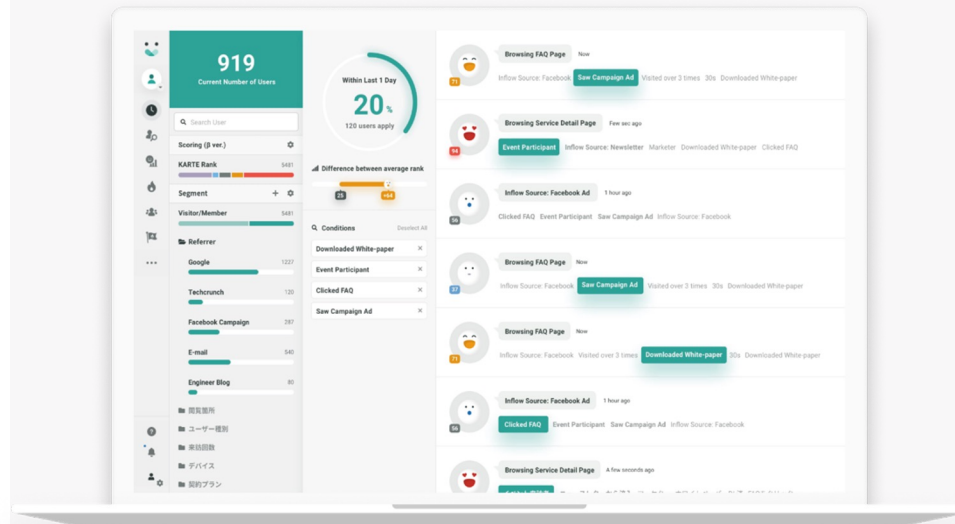 919
Current Number of Users
Search User
Scoring (β ver.)
KARTE Rank 5481
Segment +
Visitor/Member 5481
Referrer
Google 1227
Techcrunch 120
Facebook Campaign 287
E-mail 540
Engineer Blog 80
閲覧箇所
ユーザー種別
来訪回数
デバイス
契約プラン
Within Last 1 Day
20%
120 users apply
Difference between average rank
25 +64
Conditions Deselect All
Downloaded White-paper ×
Event Participant ×
Clicked FAQ ×
Saw Campaign Ad ×
Browsing FAQ Page Now
71 Inflow Source: Facebook Saw Campaign Ad Visited over 3 times 30s Downloaded White-paper
Browsing Service Detail Page Few sec ago
94 Event Participant Inflow Source: Newsletter Marketer Downloaded White-paper Clicked FAQ
Inflow Source: Facebook Ad 1 hour ago
56 Clicked FAQ Event Participant Saw Campaign Ad Inflow Source: Facebook
Browsing FAQ Page Now
37 Inflow Source: Facebook Saw Campaign Ad Visited over 3 times 30s Downloaded White-paper
Browsing FAQ Page Now
71 Inflow Source: Facebook Visited over 3 times Downloaded White-paper 30s Downloaded White-paper
Inflow Source: Facebook Ad 1 hour ago
56 Clicked FAQ Event Participant Saw Campaign Ad Inflow Source: Facebook
Browsing Service Detail Page A few seconds ago